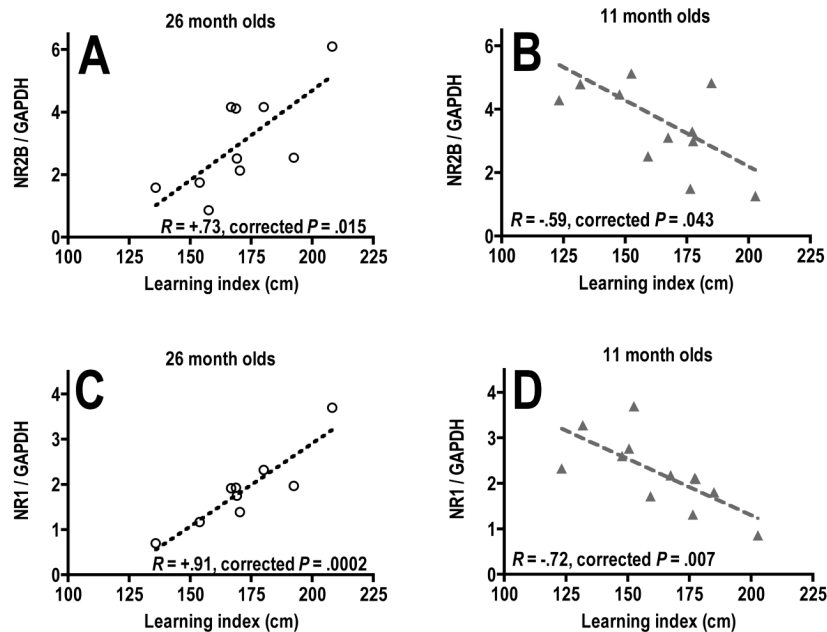 26 month olds
A
NR2B / GAPDH
6
4
2
0
R = +.73, corrected P = .015
100 125 150 175 200 225
Learning index (cm)
11 month olds
B
NR2B / GAPDH
6
4
2
0
R = -.59, corrected P = .043
100 125 150 175 200 225
Learning index (cm)
26 month olds
C
NR1 / GAPDH
4
3
2
1
0
R = +.91, corrected P = .0002
100 125 150 175 200 225
Learning index (cm)
11 month olds
D
NR1 / GAPDH
4
3
2
1
0
R = -.72, corrected P = .007
100 125 150 175 200 225
Learning index (cm)